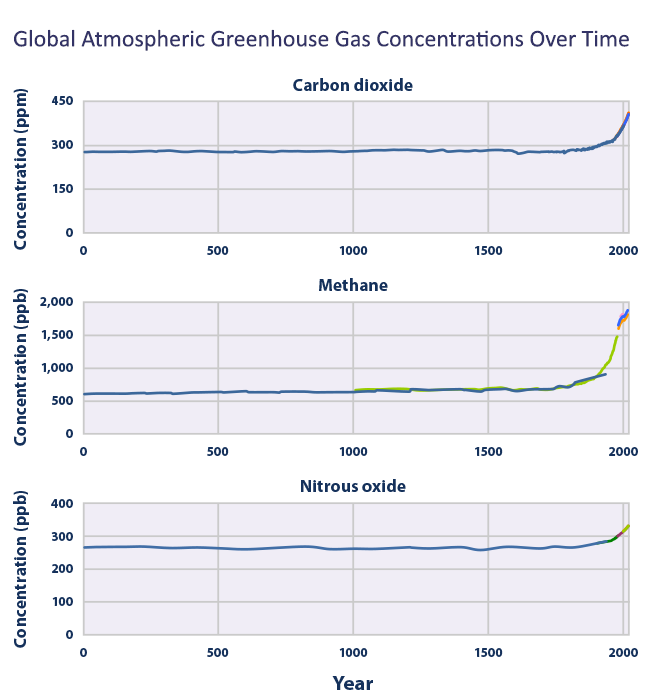 Global Atmospheric Greenhouse Gas Concentrations Over Time
Carbon dioxide
Concentration (ppm)
450
300
150
0
0 500 1000 1500 2000
Methane
Concentration (ppb)
2,000
1,500
1,000
500
0
0 500 1000 1500 2000
Nitrous oxide
Concentration (ppb)
400
300
200
100
0
0 500 1000 1500 2000
Year